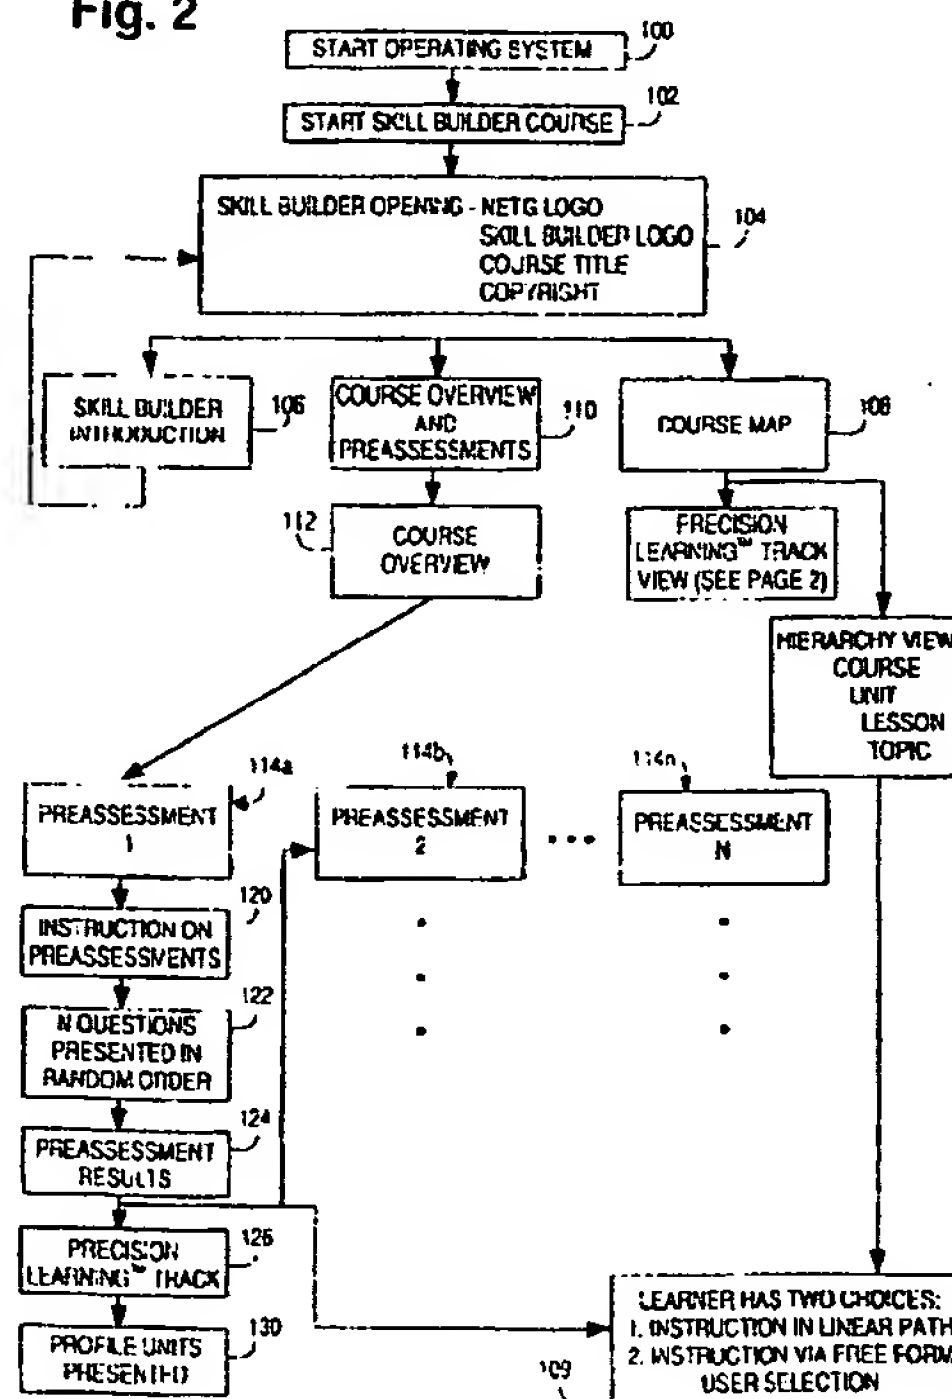 Fig. 2
START OPERATING SYSTEM
100
START SKILL BUILDER COURSE
102
SKILL BUILDER OPENING - NETG LOGO
SKILL BUILDER LOGO
COURSE TITLE
COPYRIGHT
104
SKILL BUILDER
INTRODUCTION
106
COURSE OVERVIEW
AND
PREASSESSMENTS
110
COURSE MAP
108
112
COURSE
OVERVIEW
PRECISION
LEARNING™ TRACK
VIEW (SEE PAGE 2)
HIERARCHY VIEW
COURSE
UNIT
LESSON
TOPIC
114a
PREASSESSMENT
1
114b
PREASSESSMENT
2
• • •
114n
PREASSESSMENT
N
120
INSTRUCTION ON
PREASSESSMENTS
122
N QUESTIONS
PRESENTED IN
RANDOM ORDER
124
PREASSESSMENT
RESULTS
126
PRECISION
LEARNING™ TRACK
130
PROFILE UNITS
PRESENTED
LEARNER HAS TWO CHOICES:
1. INSTRUCTION IN LINEAR PATH
2. INSTRUCTION VIA FREE FORM
USER SELECTION
109